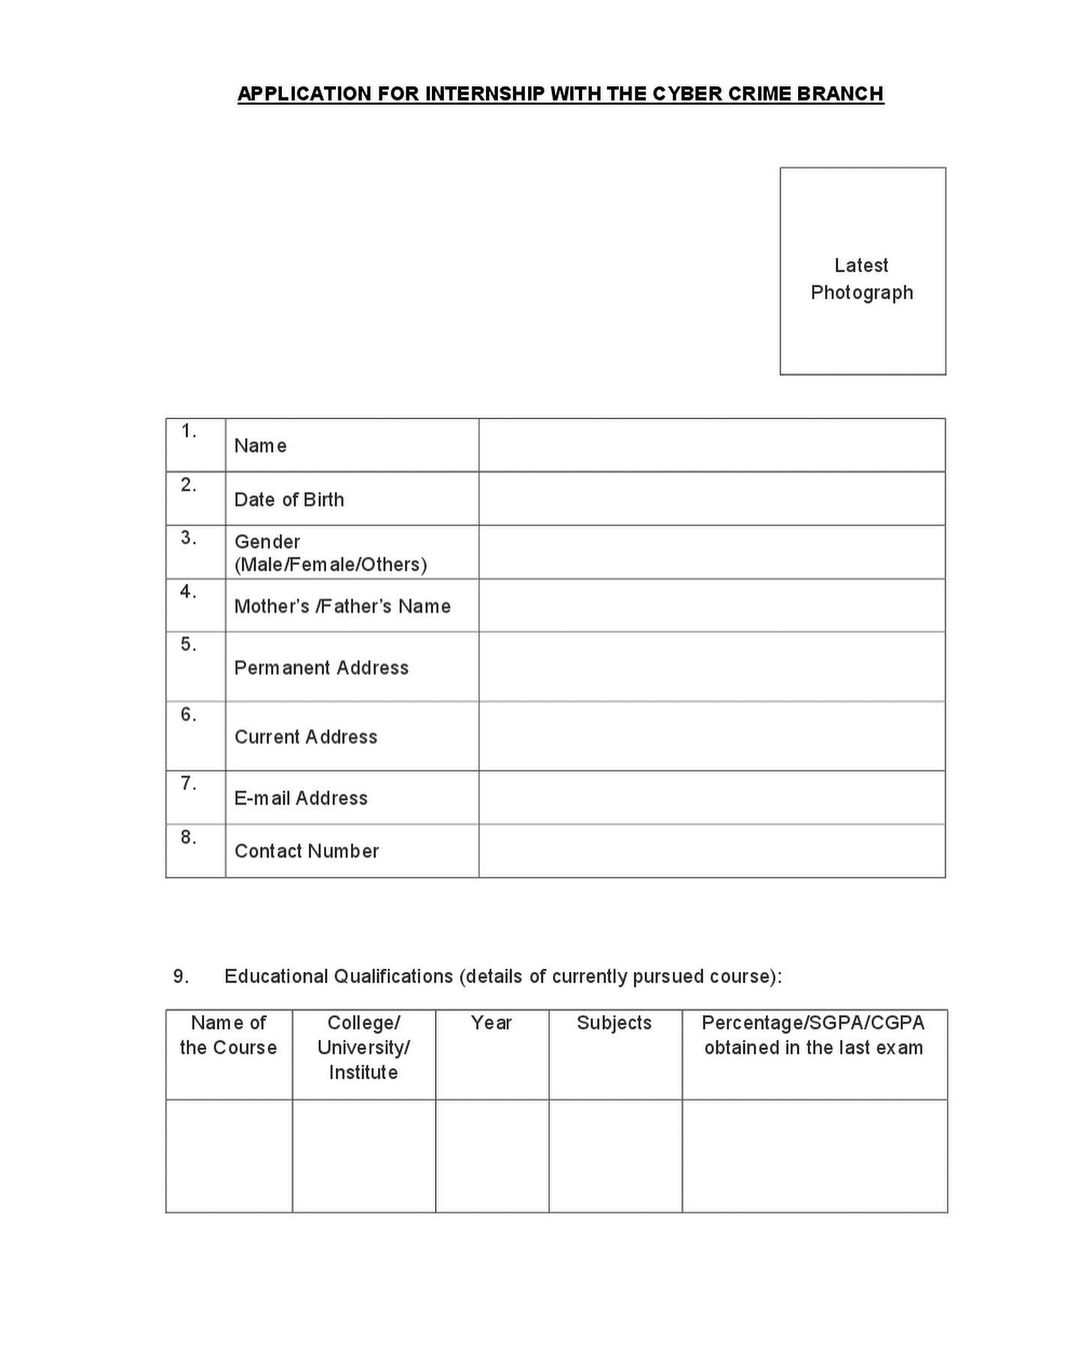 APPLICATION FOR INTERNSHIP WITH THE CYBER CRIME BRANCH
Latest
Photograph
1.
Name
2.
Date of Birth
3.
Gender
(Male/Female/Others)
4.
Mother’s /Father’s Name
5.
Permanent Address
6.
Current Address
7.
E-mail Address
8.
Contact Number
9. Educational Qualifications (details of currently pursued course):
Name of
the Course
College/
University/
Institute
Year
Subjects
Percentage/SGPA/CGPA
obtained in the last exam